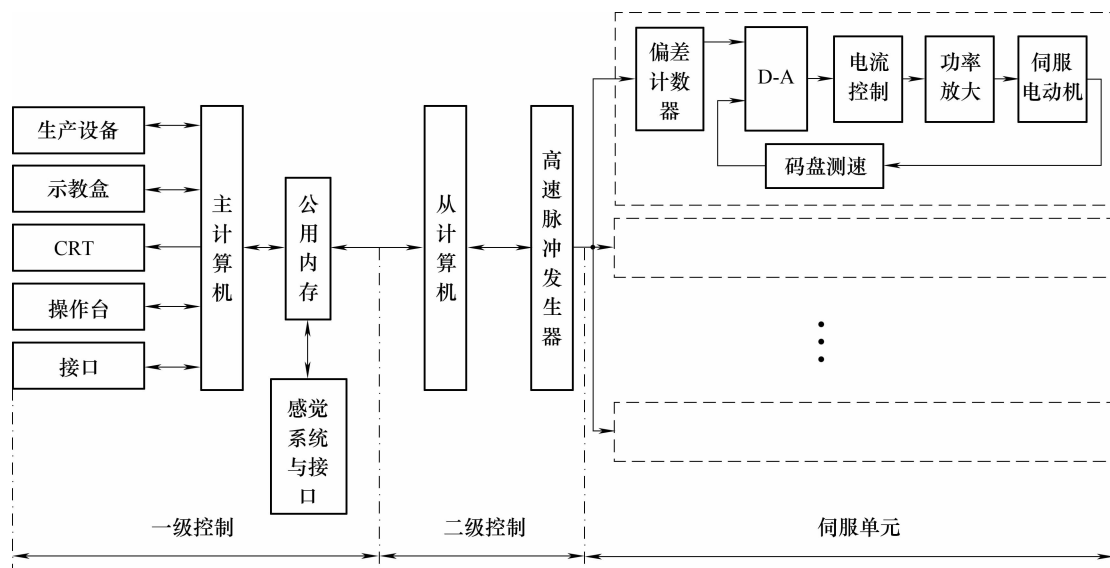 生产设备
示教盒
CRT
操作台
接口
主计算机
公用内存
感觉
系统
与接
口
从计算机
高速脉冲发生器
偏差
计数
器
D-A
电流
控制
功率
放大
伺服
电动机
码盘测速
一级控制
二级控制
伺服单元